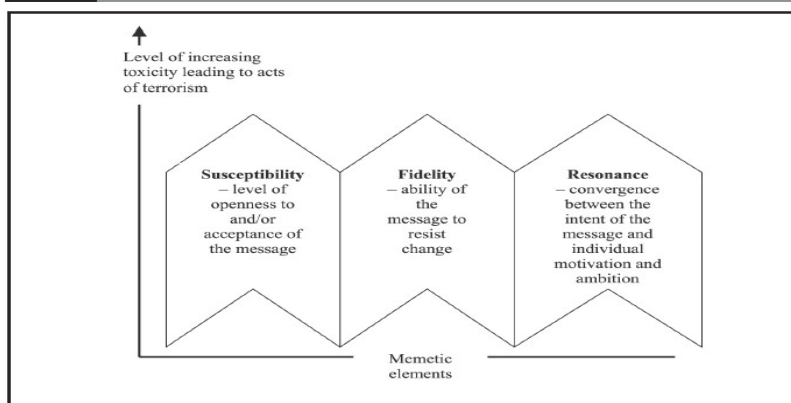 Level of increasing
toxicity leading to acts
of terrorism
Susceptibility
– level of
openness to
and/or
acceptance of
the message
Fidelity
– ability of
the
message to
resist
change
Resonance
– convergence
between the
intent of the
message and
individual
motivation and
ambition
Memetic
elements